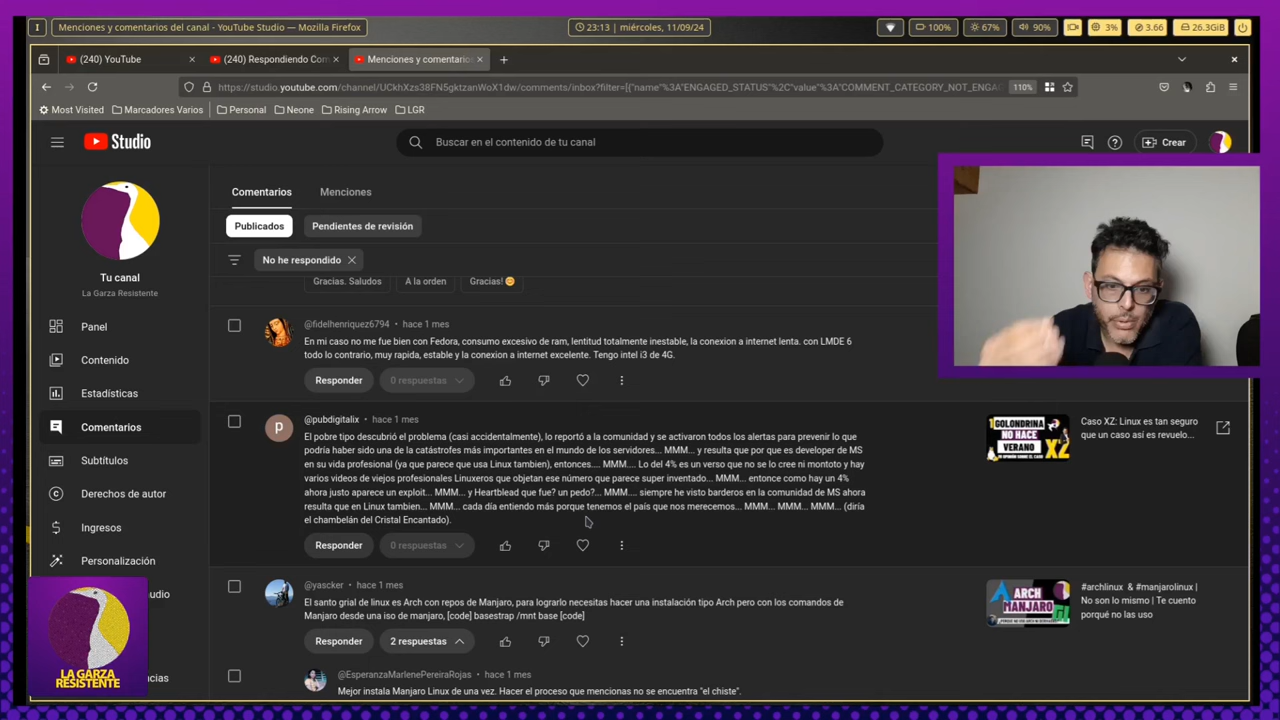 I
Menciones y comentarios del canal - YouTube Studio — Mozilla Firefox
23:13 | miércoles, 11/09/24
100%
67%
90%
3%
3.66
26.3GiB
(240) YouTube
(240) Respondiendo Com
Menciones y comentarios
https://studio.youtube.com/channel/UCkhXzs38FN5gktzanWoX1dw/comments/inbox?filter=[{"name"%3A"ENGAGED_STATUS"%2C"value"%3A"COMMENT_CATEGORY_NOT_ENGA
110%
Most Visited
Marcadores Varios
Personal
Neone
Rising Arrow
LGR
Studio
Buscar en el contenido de tu canal
Crear
Tu canal
La Garza Resistente
Panel
Contenido
Estadísticas
Comentarios
Subtítulos
Derechos de autor
Ingresos
Personalización
Comentarios
Menciones
Publicados
Pendientes de revisión
No he respondido
Gracias. Saludos
A la orden
Gracias! 😊
@fidelhenriquez6794 • hace 1 mes
En mi caso no me fue bien con Fedora, consumo excesivo de ram, lentitud totalmente inestable, la conexion a internet lenta. con LMDE 6
todo lo contrario, muy rapida, estable y la conexion a internet excelente. Tengo intel i3 de 4G.
Responder
0 respuestas
p
@pubdigitalix • hace 1 mes
El pobre tipo descubrió el problema (casi accidentalmente), lo reportó a la comunidad y se activaron todos los alertas para prevenir lo que
podría ser sido una de la catástrofes más importantes en el mundo de los servidores... MMM... y resulta qué por que es developer de MS
en su vida profesional (ya que parece que usa Linux tambien), entonces.... MMM.... Lo del 4% es un verso que no se lo cree ni montoto y hay
varios videos de viejos profesionales Linuxeros que objetan ese número que parece super inventado... MMM... entonce como hay un 4%
ahora justo aparece un exploit... MMM... y Heartblead que fue? un pedo?... MMM.... siempre he visto barderos en la comunidad de MS ahora
resulta que en Linux tambien... MMM... cada día entiendo más porque tenemos el país que nos merecemos... MMM... MMM... MMM... (diría
el chambelán del Cristal Encantado).
Responder
0 respuestas
1 GOLONDRINA
NO HACE
VERANO
Caso XZ: Linux es tan seguro
que un caso así es revuelo...
@yascker • hace 1 mes
El santo grial de linux es Arch con repos de Manjaro, para lograrlo necesitas hacer una instalación tipo Arch pero con los comandos de
Manjaro desde una iso de manjaro, [code] basestrap /mnt base [code]
Responder
2 respuestas
ARCH
MANJARO
#archlinux & #manjarolinux |
No son lo mismo | Te cuento
porqué no las uso
@EsperanzaMarlenePereiraRojas • hace 1 mes
Mejor instala Manjaro Linux de una vez. Hacer el proceso que mencionas no se encuentra "el chiste".
LA GARZA
RESISTENTE